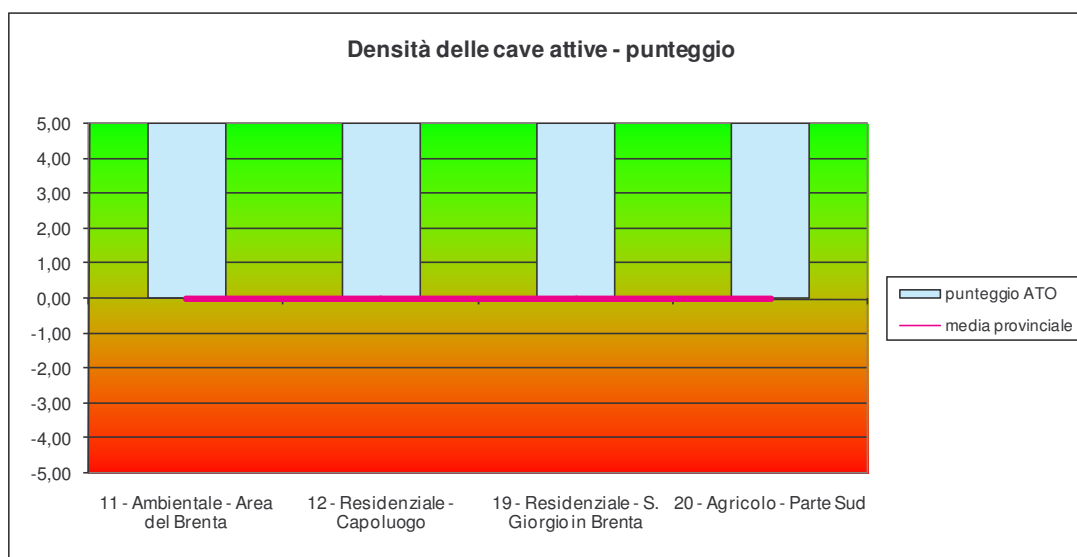 Densità delle cave attive - punteggio
5,00
4,00
3,00
2,00
1,00
0,00
-1,00
-2,00
-3,00
-4,00
-5,00
11 - Ambientale - Area
del Brenta
12 - Residenziale -
Capoluogo
19 - Residenziale - S.
Giorgio in Brenta
20 - Agricolo - Parte Sud
punteggio ATO
media provinciale